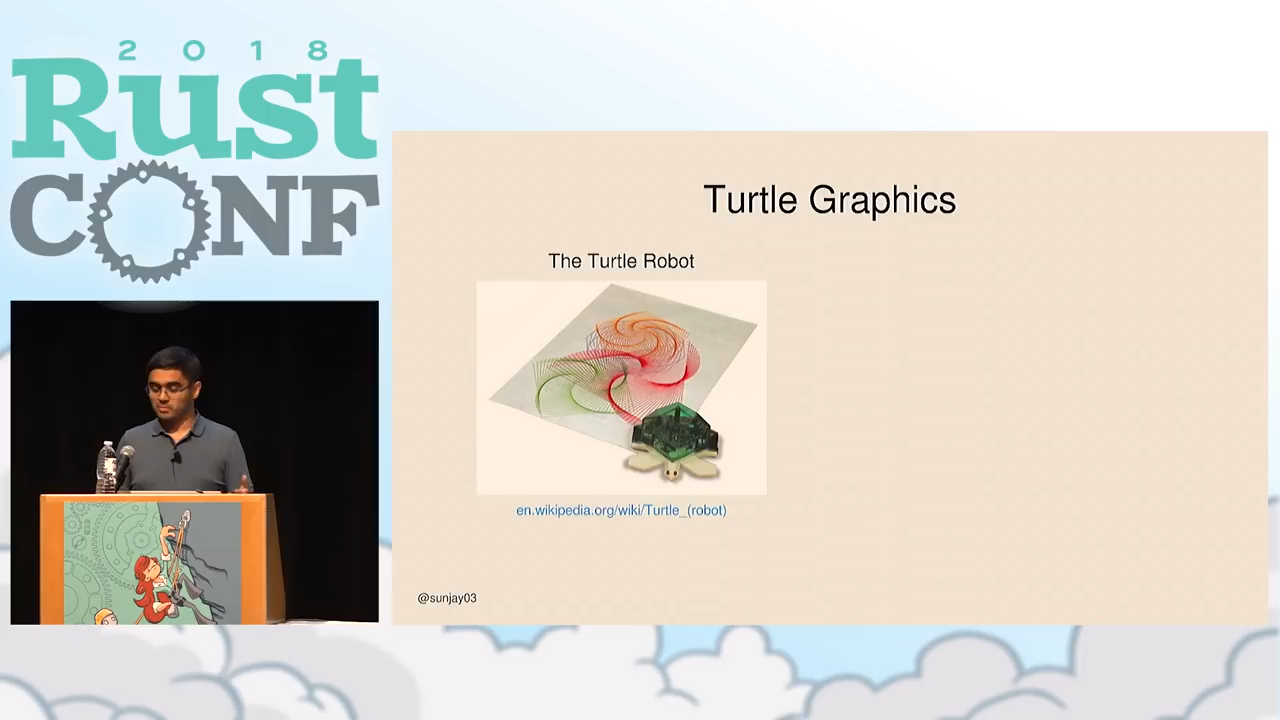 2018
Rust
CONF
Turtle Graphics
The Turtle Robot
en.wikipedia.org/wiki/Turtle_(robot)
@sunjay03